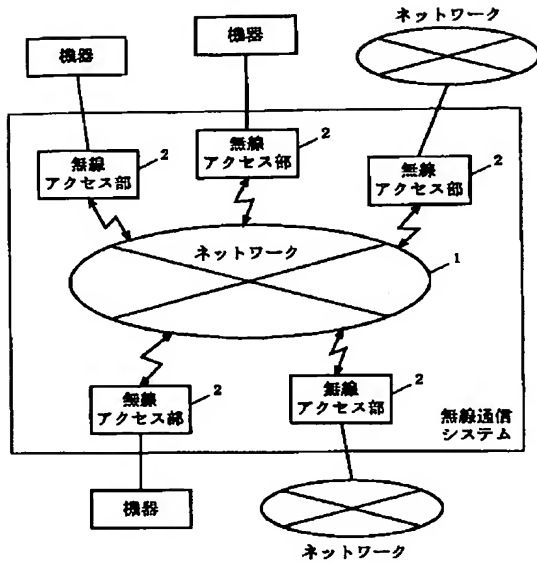 ネットワーク
機器
機器
無線
アクセス部
2
無線
アクセス部
2
無線
アクセス部
2
ネットワーク
1
無線
アクセス部
2
無線
アクセス部
2
無線通信
システム
機器
ネットワーク